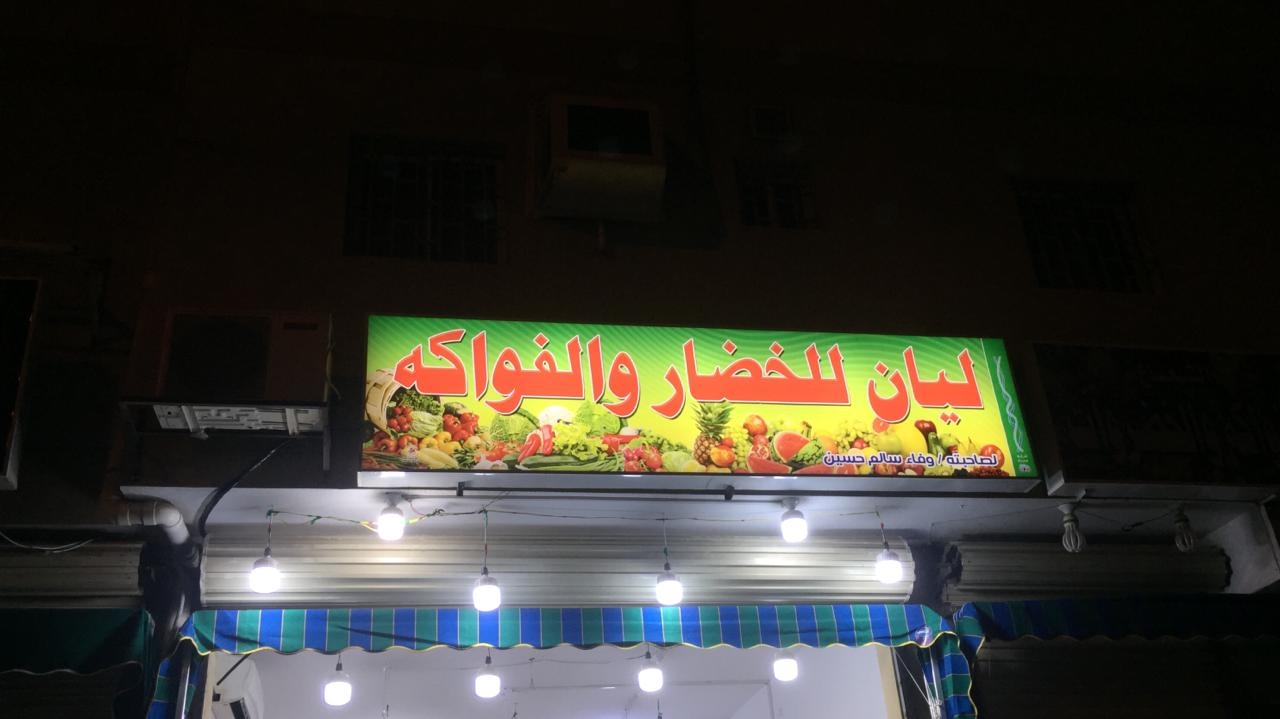 ليان للخضار والفواكه
لصاحبته / وفاء سالم حسين